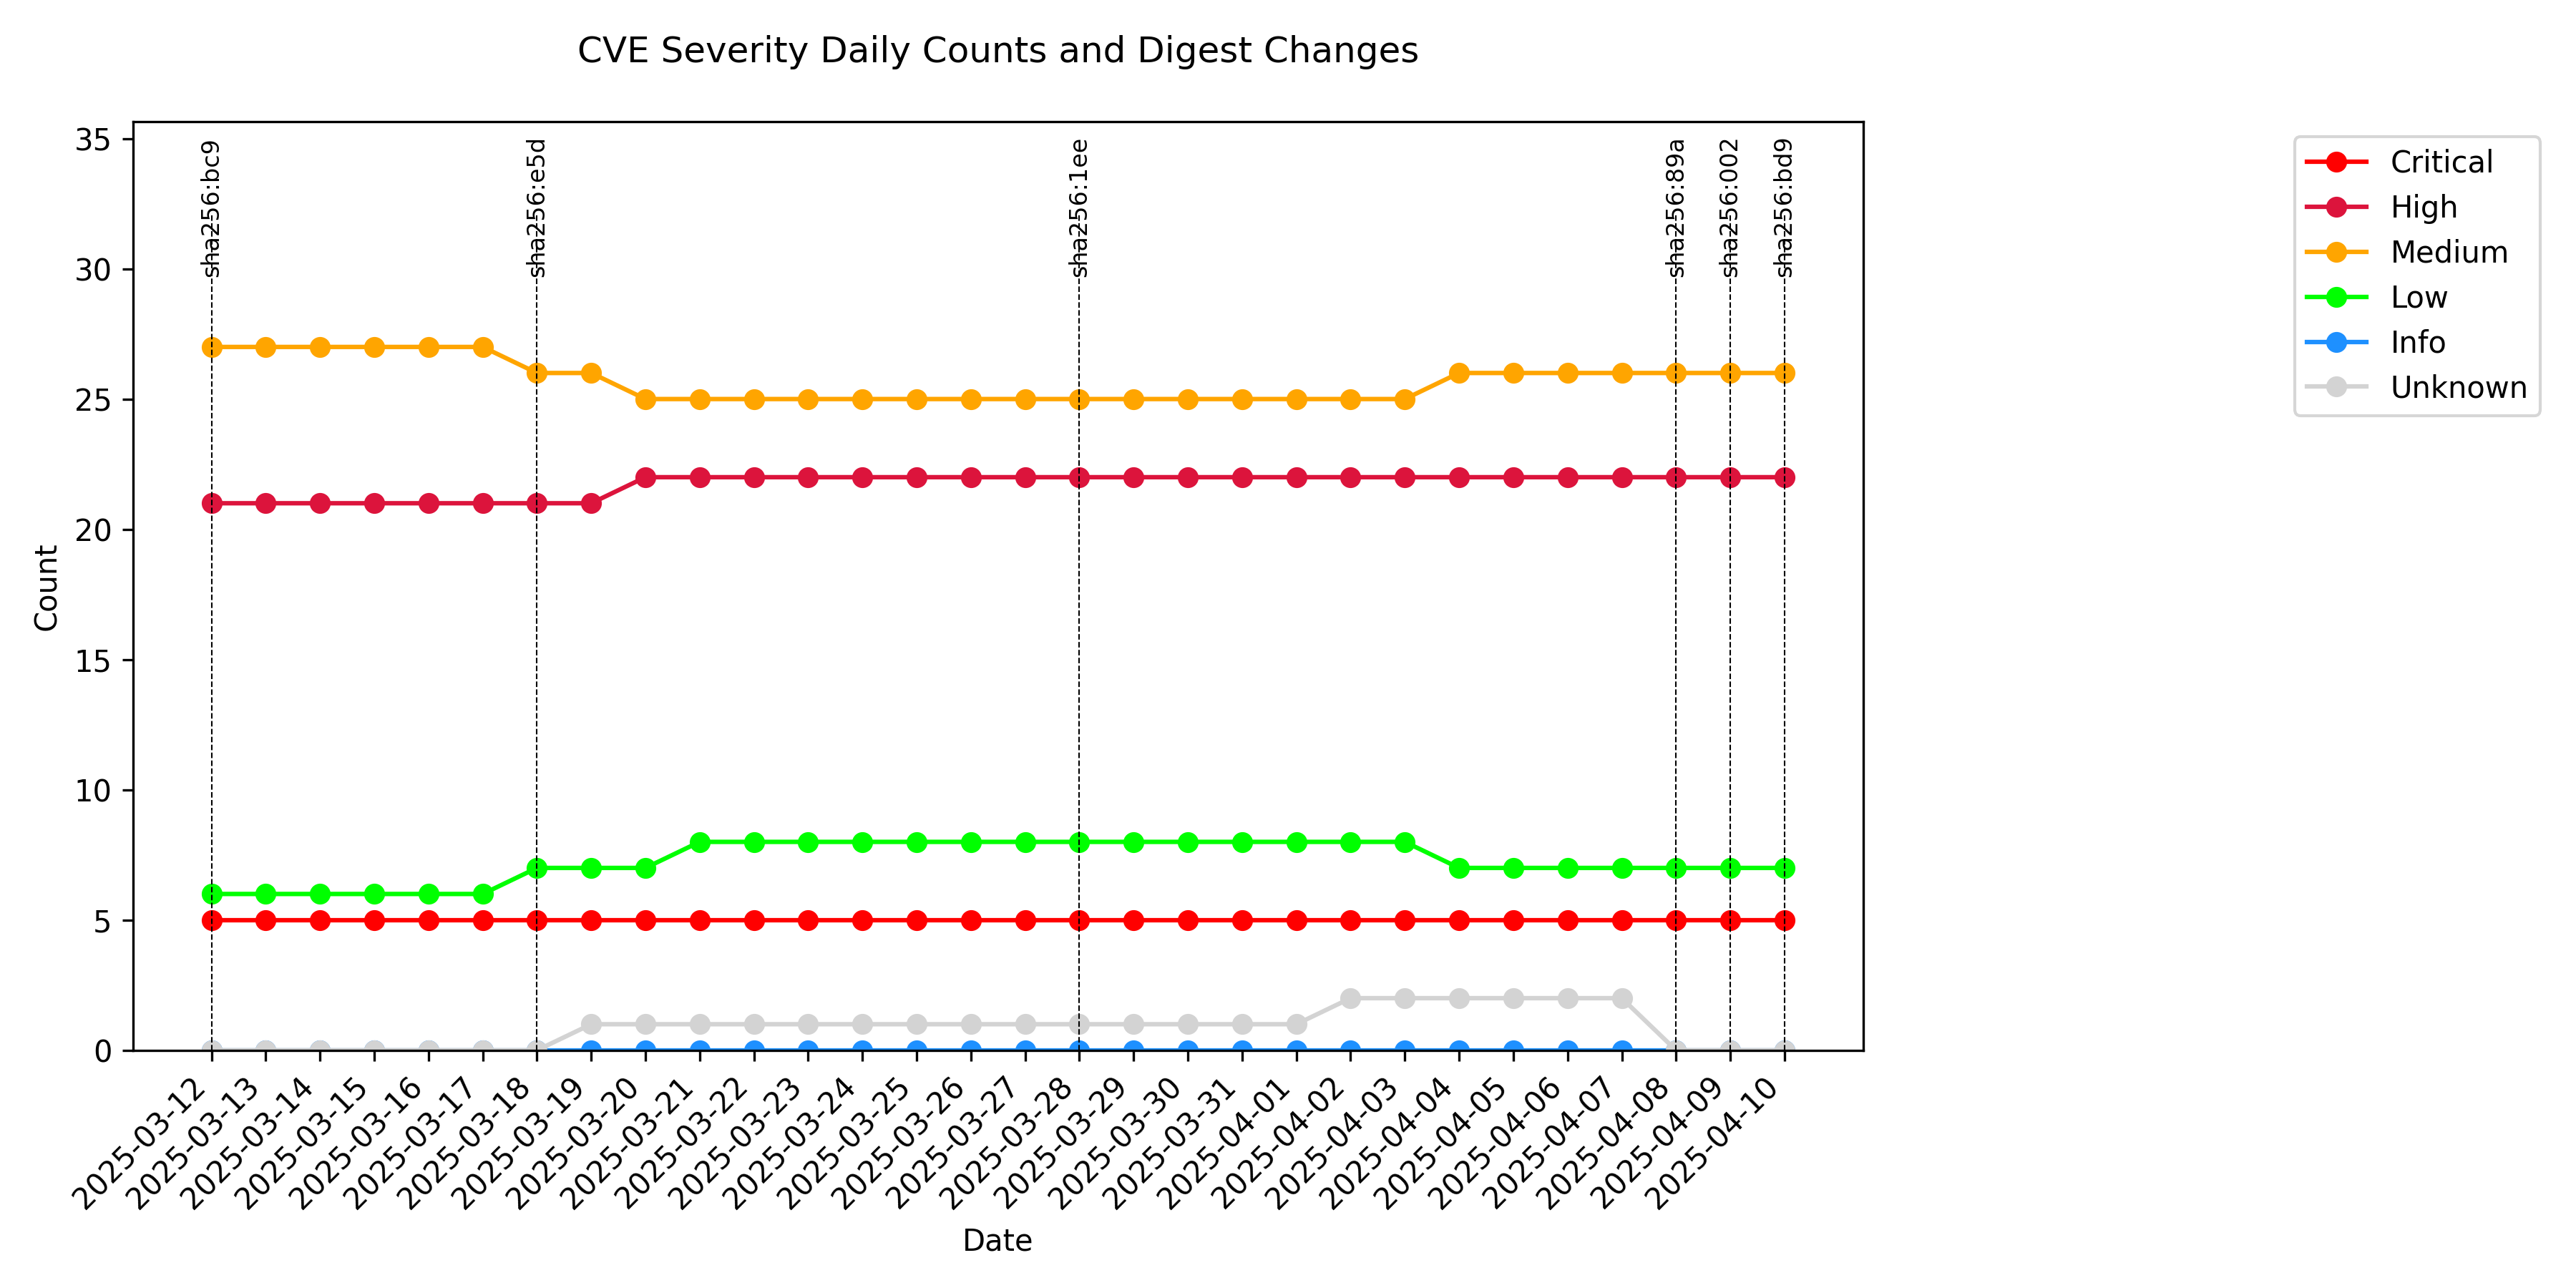 CVE Severity Daily Counts and Digest Changes
35
30
25
20
15
10
5
0
Count
sha256:bc9
sha256:e5d
sha256:1ee
sha256:89a
sha256:002
sha256:bd9
Critical
High
Medium
Low
Info
Unknown
2025-03-12
2025-03-13
2025-03-14
2025-03-15
2025-03-16
2025-03-17
2025-03-18
2025-03-19
2025-03-20
2025-03-21
2025-03-22
2025-03-23
2025-03-24
2025-03-25
2025-03-26
2025-03-27
2025-03-28
2025-03-29
2025-03-30
2025-03-31
2025-04-01
2025-04-02
2025-04-03
2025-04-04
2025-04-05
2025-04-06
2025-04-07
2025-04-08
2025-04-09
2025-04-10
Date